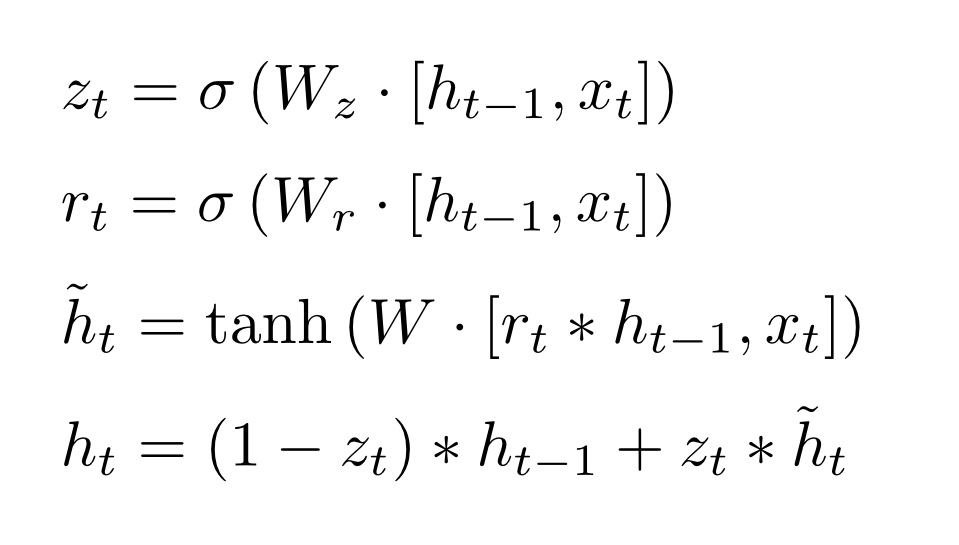 z_t = σ (W_z · [h_{t−1}, x_t])
r_t = σ (W_r · [h_{t−1}, x_t])
h̃_t = tanh (W · [r_t ∗ h_{t−1}, x_t])
h_t = (1 − z_t) ∗ h_{t−1} + z_t ∗ h̃_t